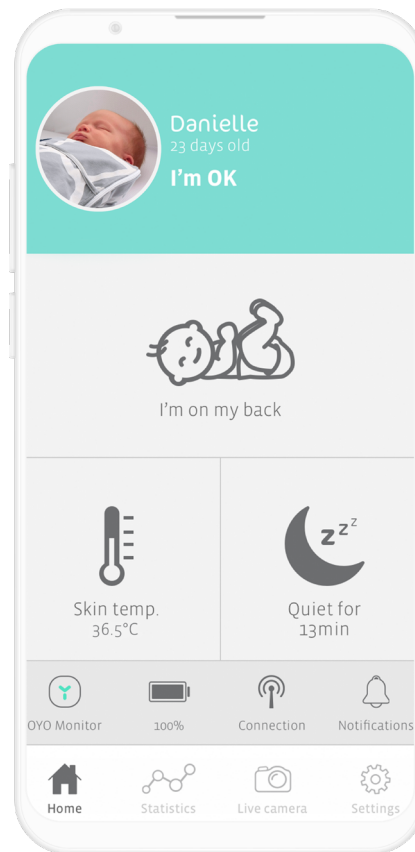 Danielle
23 days old
I'm OK
I'm on my back
z z z
Skin temp.
36.5°C
Quiet for
13min
OYO Monitor
100%
Connection
Notifications
Home
Statistics
Live camera
Settings